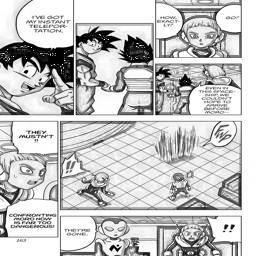 GO?
HOW,
EXACT-
LY?
EVEN IN
THIS SPACE-
SHIP, WE
COULDN'T
HOPE TO
ARRIVE
BEFORE
MORO—
I'VE GOT
MY INSTANT
TELEPOR-
TATION.
THEY
MUSTN'T
!!
CONFRONTING
MORO NOW
IS FAR TOO
DANGEROUS!
!!
THEY'RE
GONE.
163